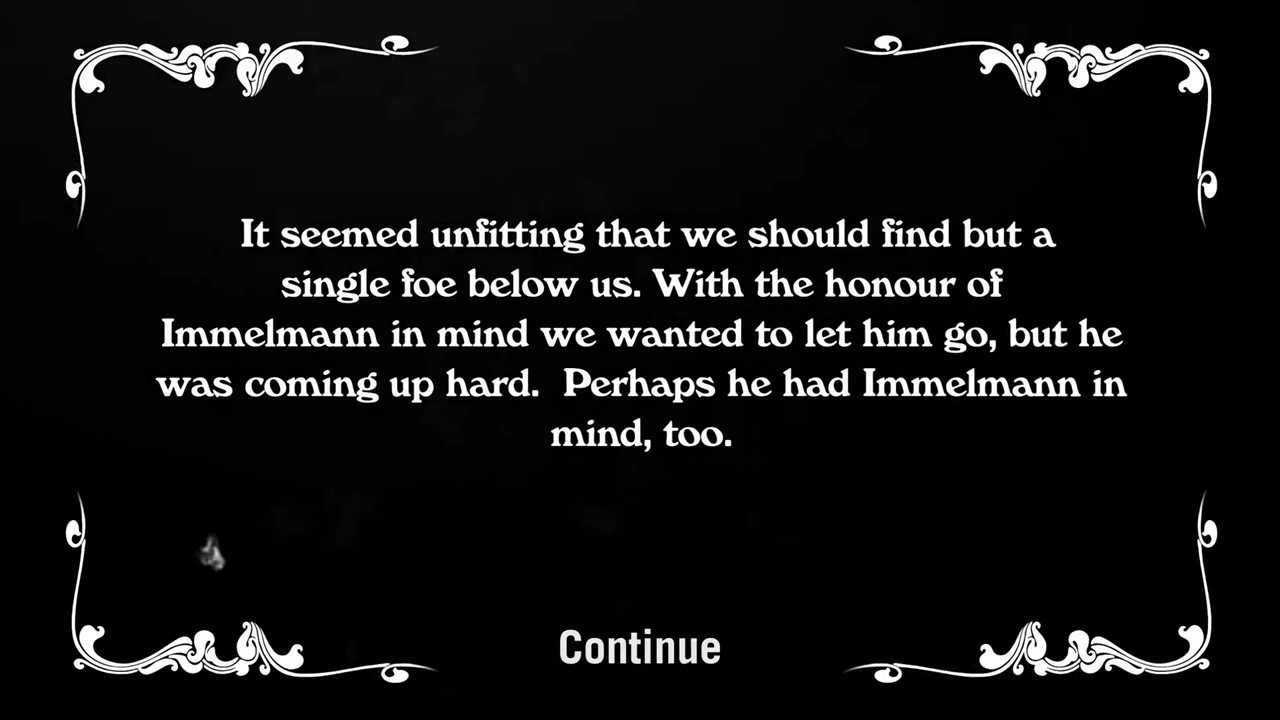 It seemed unfitting that we should find but a
single foe below us. With the honour of
Immelmann in mind we wanted to let him go, but he
was coming up hard.  Perhaps he had Immelmann in
mind, too.
Continue